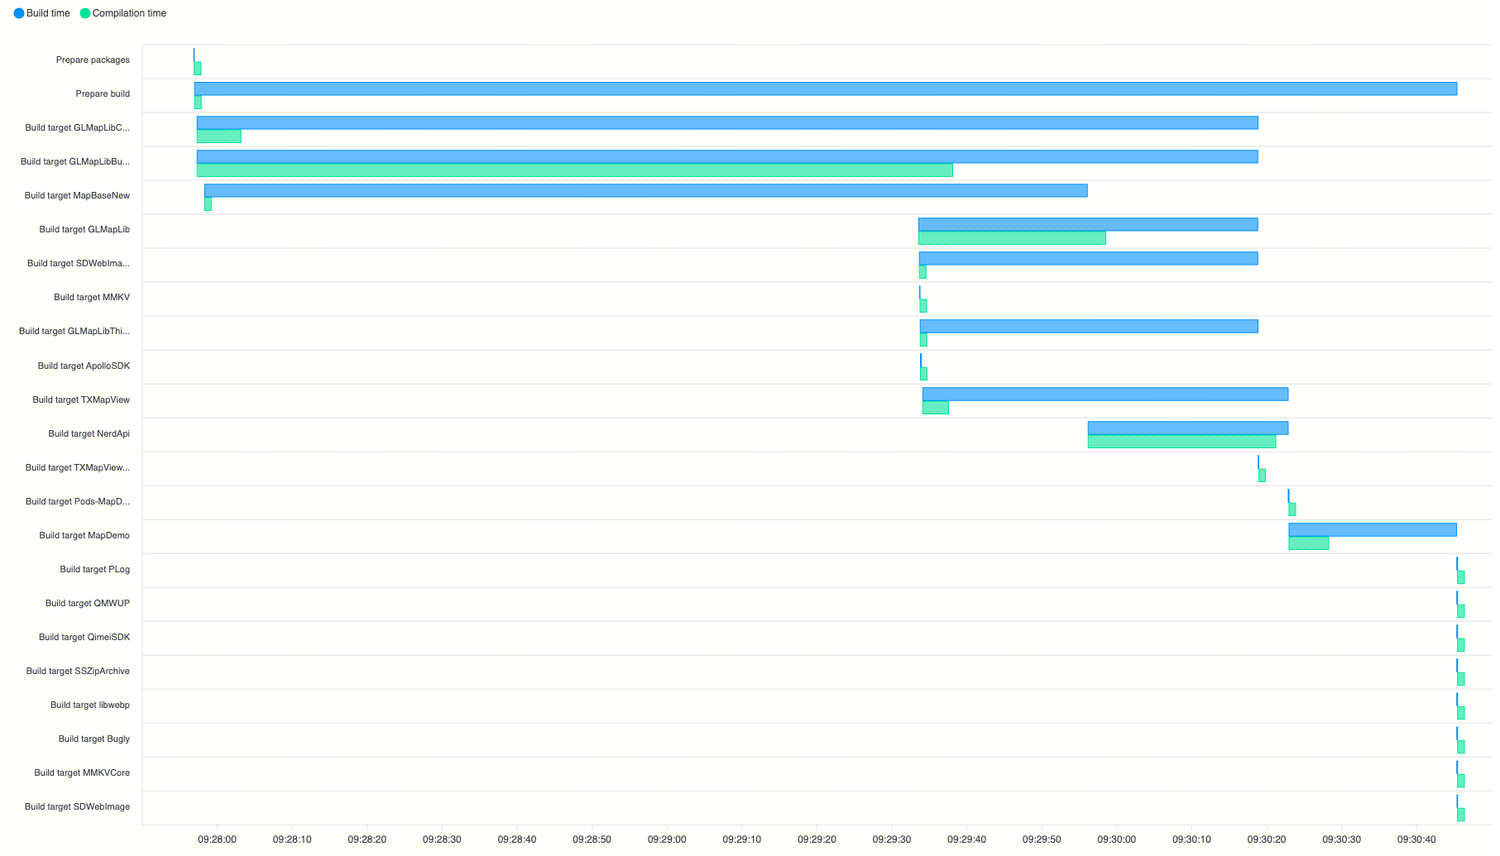 Build time Compilation time
Prepare packages
Prepare build
Build target GLMapLibC...
Build target GLMapLibBu...
Build target MapBaseNew
Build target GLMapLib
Build target SDWebIma...
Build target MMKV
Build target GLMapLibThi...
Build target ApolloSDK
Build target TXMapView
Build target NerdApi
Build target TXMapView...
Build target Pods-MapD...
Build target MapDemo
Build target PLog
Build target QMWUP
Build target QimeiSDK
Build target SSZipArchive
Build target libwebp
Build target Bugly
Build target MMKVCore
Build target SDWebImage
09:28:00 09:28:10 09:28:20 09:28:30 09:28:40 09:28:50 09:29:00 09:29:10 09:29:20 09:29:30 09:29:40 09:29:50 09:30:00 09:30:10 09:30:20 09:30:30 09:30:40